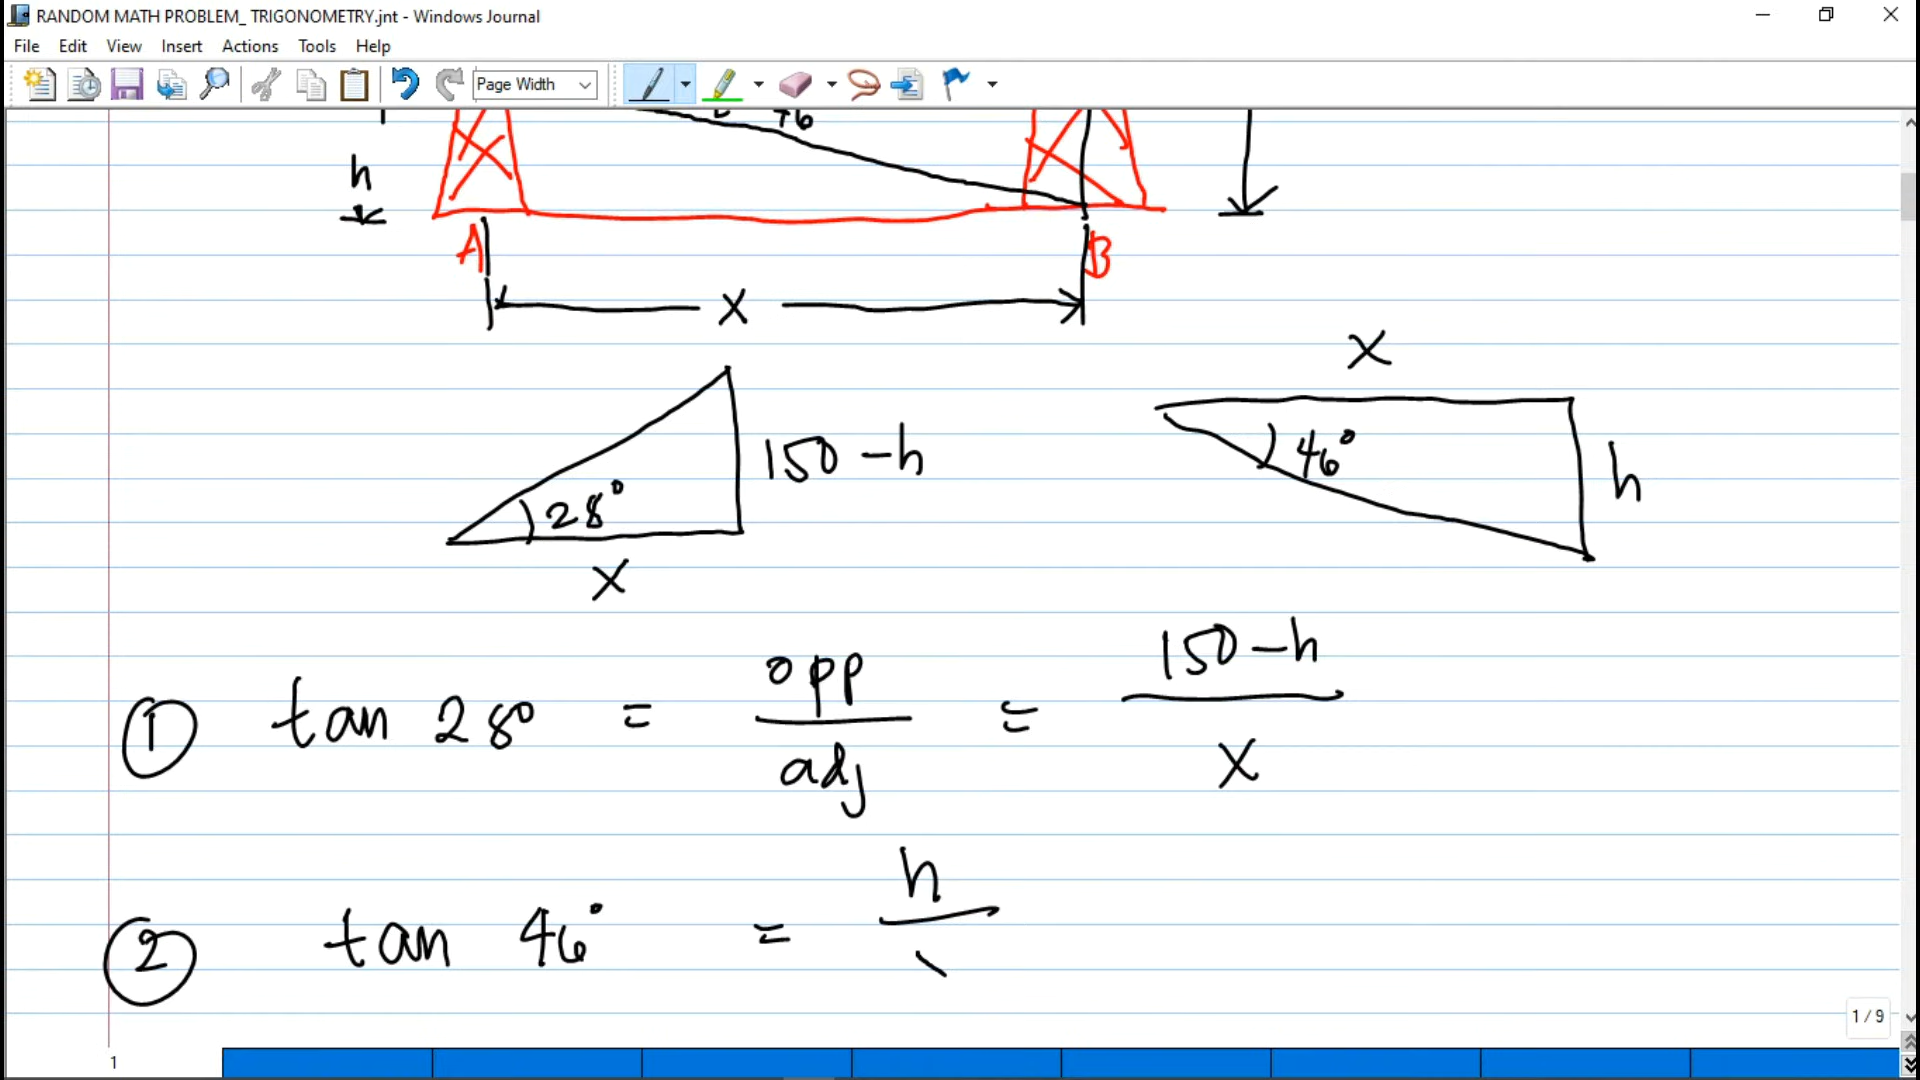 RANDOM MATH PROBLEM_ TRIGONOMETRY.jnt - Windows Journal
File Edit View Insert Actions Tools Help
Page Width
46
h
A B
x
x
150-h
28°
x
46°
h
① tan 28° = opp/adj = 150-h/x
② tan 46° = h/
1 / 9
1